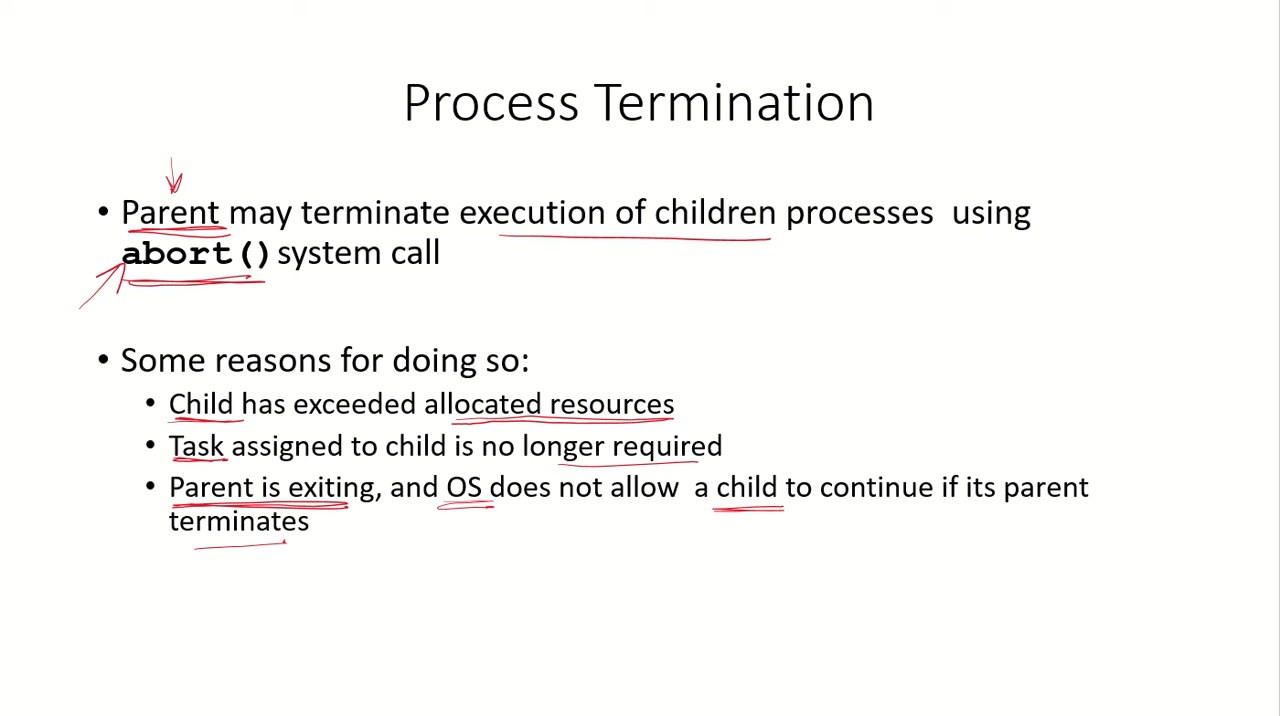 Process Termination
• Parent may terminate execution of children processes using
abort() system call
• Some reasons for doing so:
• Child has exceeded allocated resources
• Task assigned to child is no longer required
• Parent is exiting, and OS does not allow a child to continue if its parent
terminates